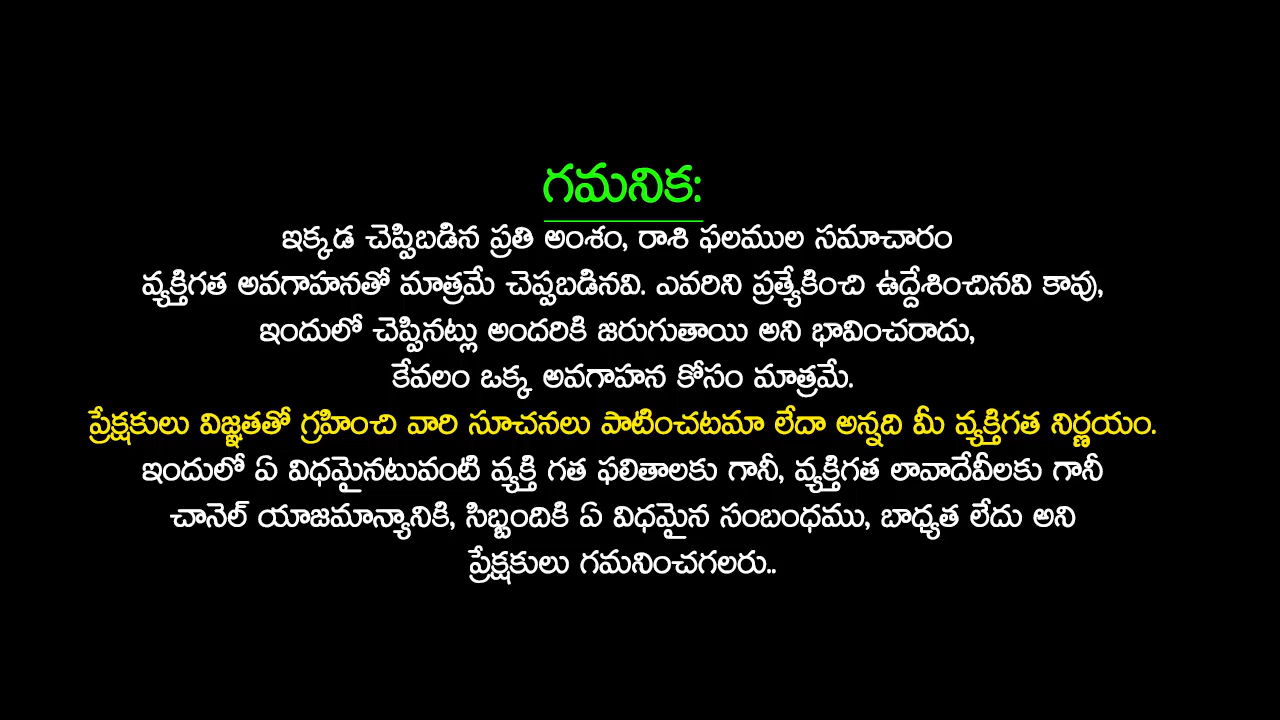 గమనిక:
ఇక్కడ చెప్పిబడిన ప్రతి అంశం, రాశి ఫలముల సమాచారం
వ్యక్తిగత అవగాహనతో మాత్రమే చెప్పబడినవి. ఎవరిని ప్రత్యేకించి ఉద్దేశించినవి కావు,
ఇందులో చెప్పినట్లు అందరికి జరుగుతాయి అని భావించరాదు,
కేవలం ఒక్క అవగాహన కోసం మాత్రమే.
ప్రేక్షకులు విజ్ఞతతో గ్రహించి వారి సూచనలు పాటించటమా లేదా అన్నది మీ వ్యక్తిగత నిర్ణయం.
ఇందులో ఏ విధమైనటువంటి వ్యక్తి గత ఫలితాలకు గానీ, వ్యక్తిగత లావాదేవీలకు గానీ
చానెల్ యాజమాన్యానికి, సిబ్బందికి ఏ విధమైన సంబంధము, బాధ్యత లేదు అని
ప్రేక్షకులు గమనించగలరు..